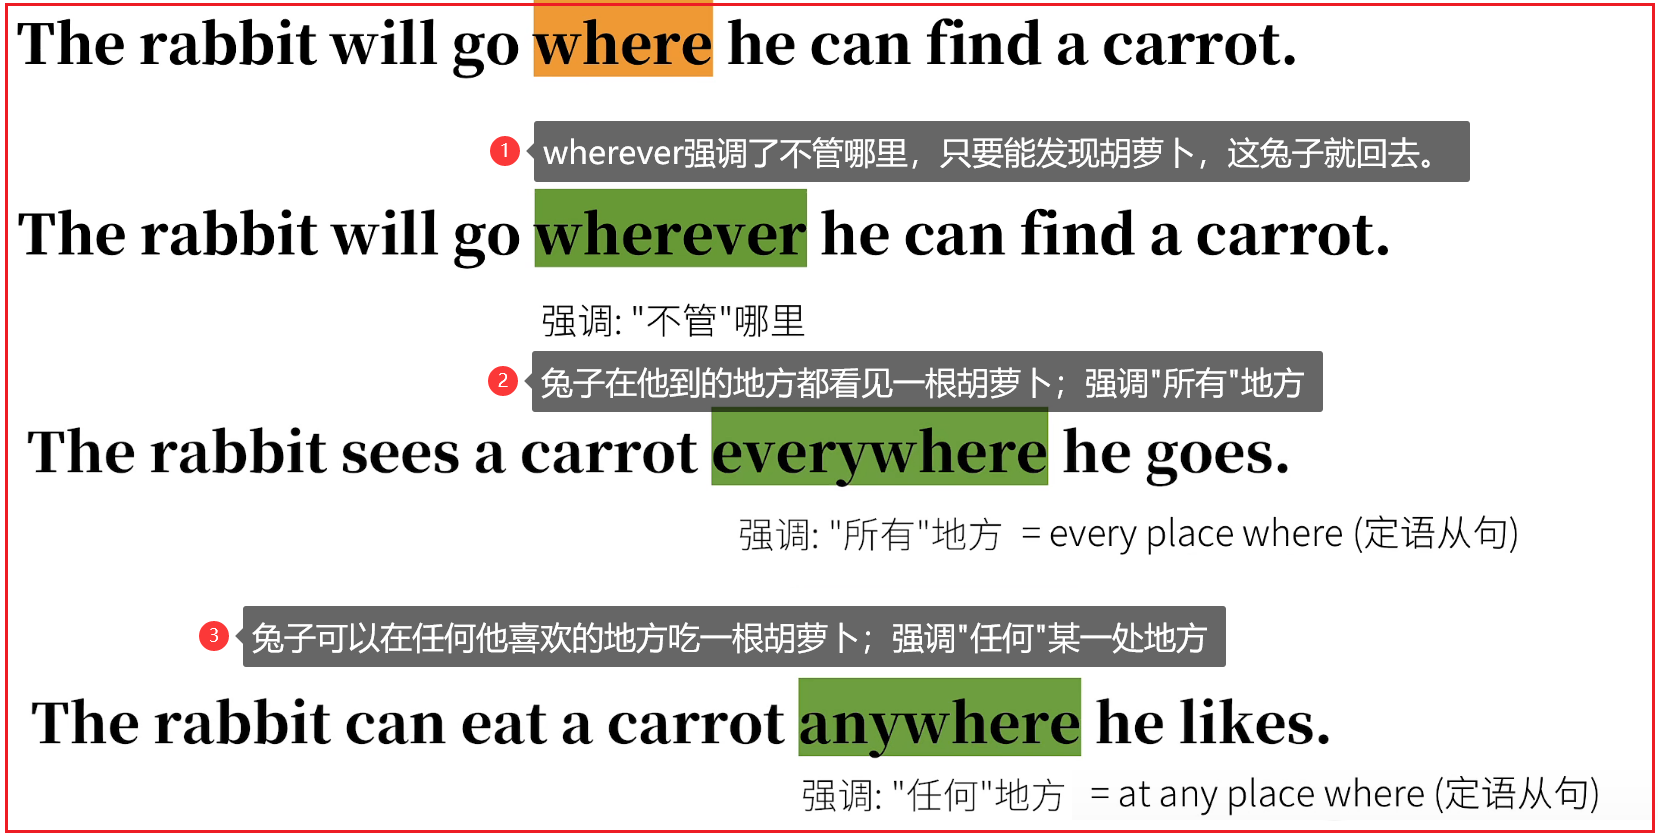 The rabbit will go where he can find a carrot.
1 wherever强调了不管哪里，只要能发现胡萝卜，这兔子就回去。
The rabbit will go wherever he can find a carrot.
强调: "不管"哪里
2 兔子在他到的地方都看见一根胡萝卜；强调"所有"地方
The rabbit sees a carrot everywhere he goes.
强调: "所有"地方 = every place where (定语从句)
3 兔子可以在任何他喜欢的地方吃一根胡萝卜；强调"任何"某一处地方
The rabbit can eat a carrot anywhere he likes.
强调: "任何"地方 = at any place where (定语从句)